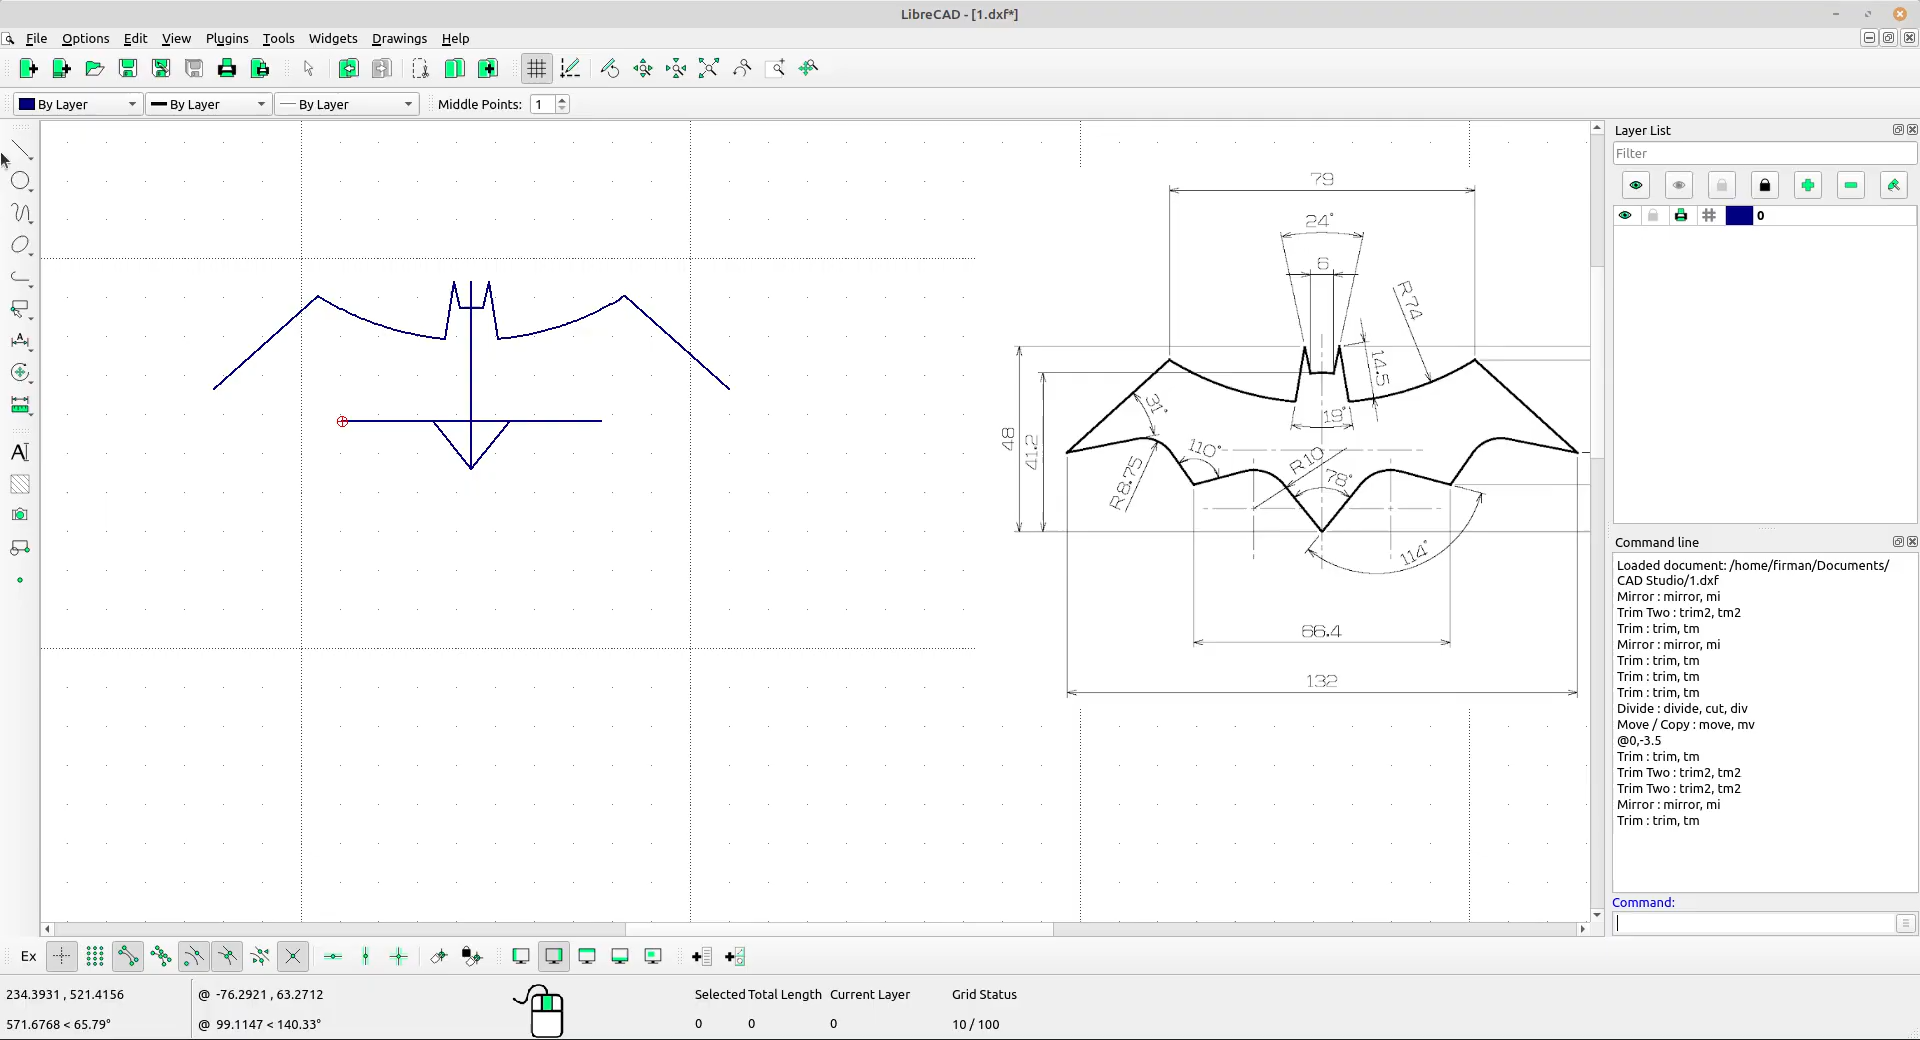 LibreCAD - [1.dxf*]
File Options Edit View Plugins Tools Widgets Drawings Help
By Layer By Layer By Layer Middle Points: 1
Layer List
Filter
0
79
24°
6
R74
14.5
19°
31°
48
41.2
110°
R10
78°
R8.75
114°
66.4
132
Command line
Loaded document: /home/firman/Documents/
CAD Studio/1.dxf
Mirror : mirror, mi
Trim Two : trim2, tm2
Trim : trim, tm
Mirror : mirror, mi
Trim : trim, tm
Trim : trim, tm
Trim : trim, tm
Divide : divide, cut, div
Move / Copy : move, mv
@0,-3.5
Trim : trim, tm
Trim Two : trim2, tm2
Trim Two : trim2, tm2
Mirror : mirror, mi
Trim : trim, tm
Command:
Ex
234.3931 , 521.4156 @ -76.2921 , 63.2712 Selected Total Length Current Layer Grid Status
571.6768 < 65.79° @ 99.1147 < 140.33° 0 0 0 10 / 100